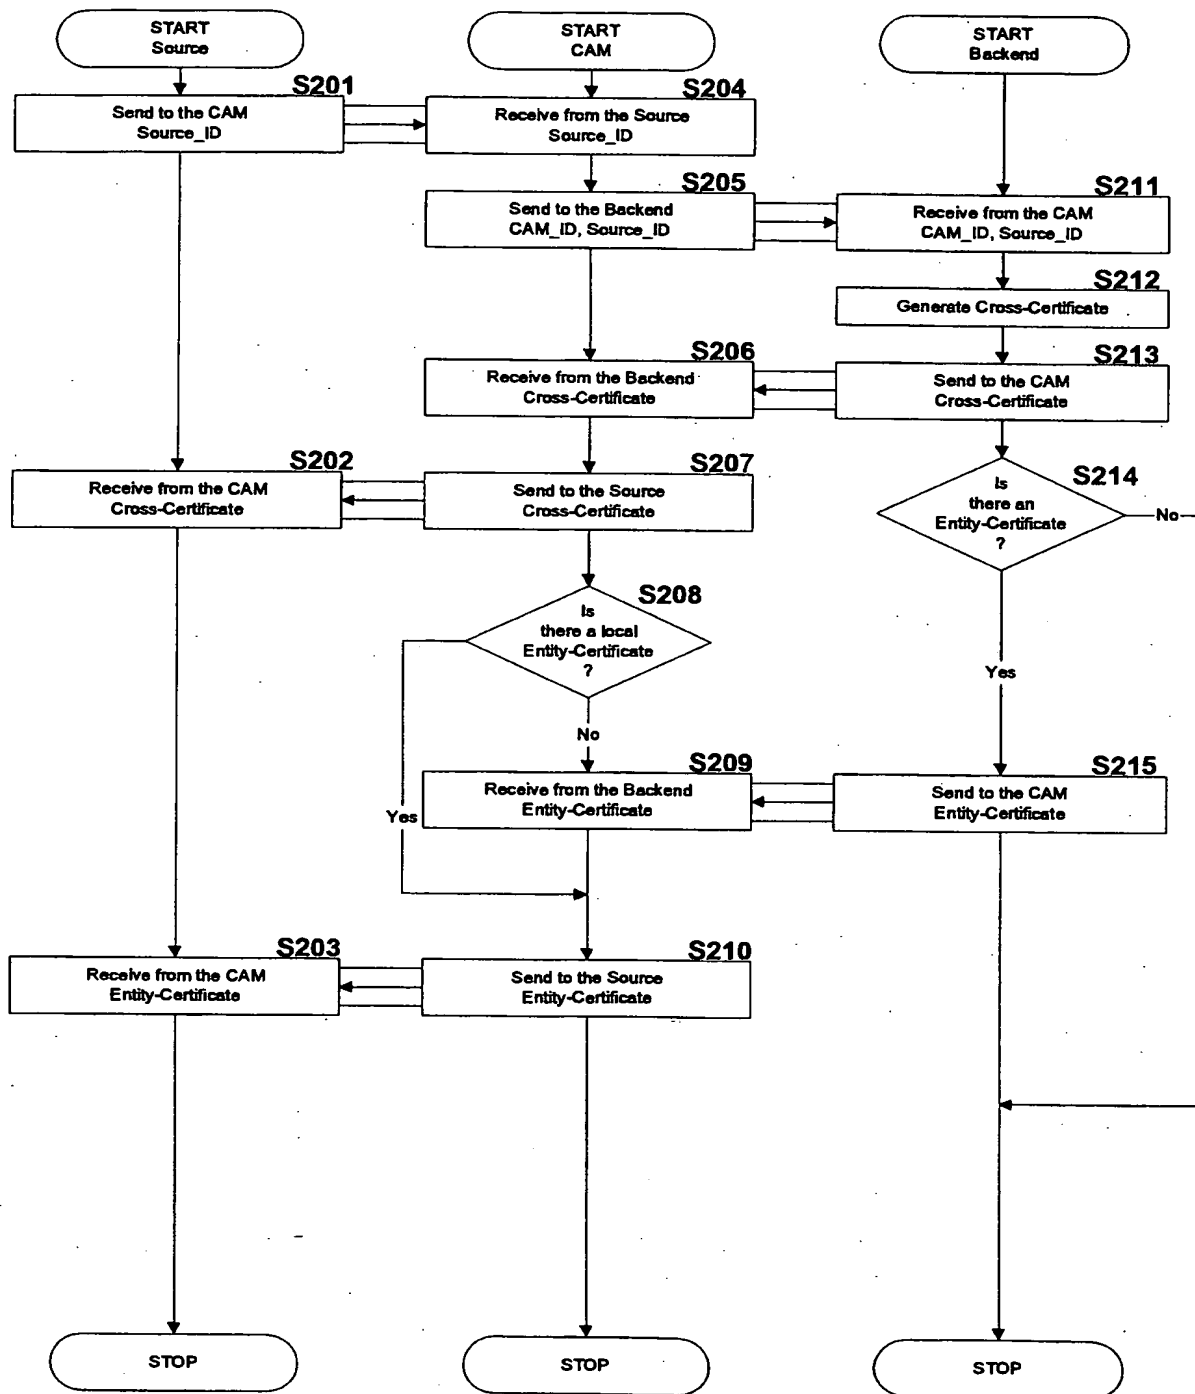 START
Source
START
CAM
START
Backend
S201
Send to the CAM
Source_ID
S204
Receive from the Source
Source_ID
S205
Send to the Backend
CAM_ID, Source_ID
S211
Receive from the CAM
CAM_ID, Source_ID
S212
Generate Cross-Certificate
S206
Receive from the Backend
Cross-Certificate
S213
Send to the CAM
Cross-Certificate
S202
Receive from the CAM
Cross-Certificate
S207
Send to the Source
Cross-Certificate
S214
Is
there an
Entity-Certificate
?
No
S208
Is
there a local
Entity-Certificate
?
Yes
No
S209
Receive from the Backend
Entity-Certificate
S215
Send to the CAM
Entity-Certificate
Yes
S203
Receive from the CAM
Entity-Certificate
S210
Send to the Source
Entity-Certificate
STOP
STOP
STOP